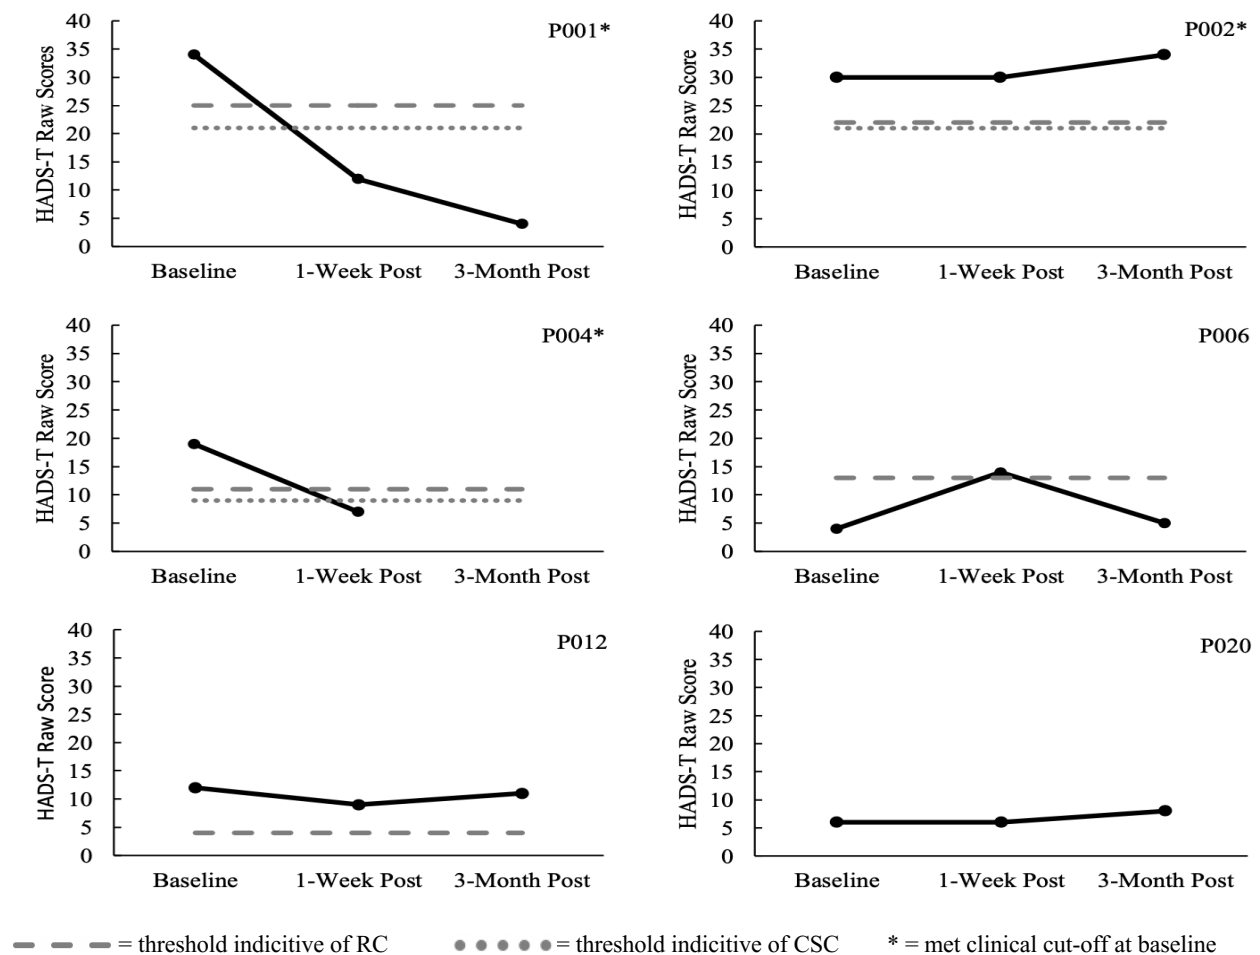 P001*
HADS-T Raw Scores
40
35
30
25
20
15
10
5
0
Baseline 1-Week Post 3-Month Post
P002*
HADS-T Raw Score
40
35
30
25
20
15
10
5
0
Baseline 1-Week Post 3-Month Post
P004*
HADS-T Raw Score
40
35
30
25
20
15
10
5
0
Baseline 1-Week Post 3-Month Post
P006
HADS-T Raw Score
40
35
30
25
20
15
10
5
0
Baseline 1-Week Post 3-Month Post
P012
HADS-T Raw Score
40
35
30
25
20
15
10
5
0
Baseline 1-Week Post 3-Month Post
P020
HADS-T Raw Score
40
35
30
25
20
15
10
5
0
Baseline 1-Week Post 3-Month Post
= threshold indicitive of RC = threshold indicitive of CSC * = met clinical cut-off at baseline